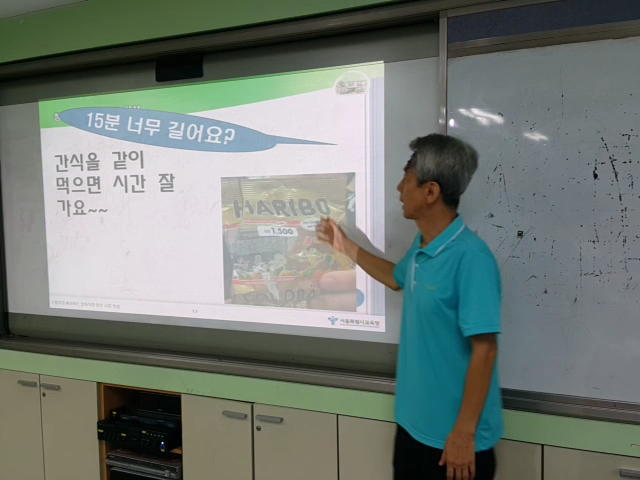 15분 너무 길어요?
간식을 같이
먹으면 시간 잘
가요~~
HARIBO
1,500
서울특별시교육청